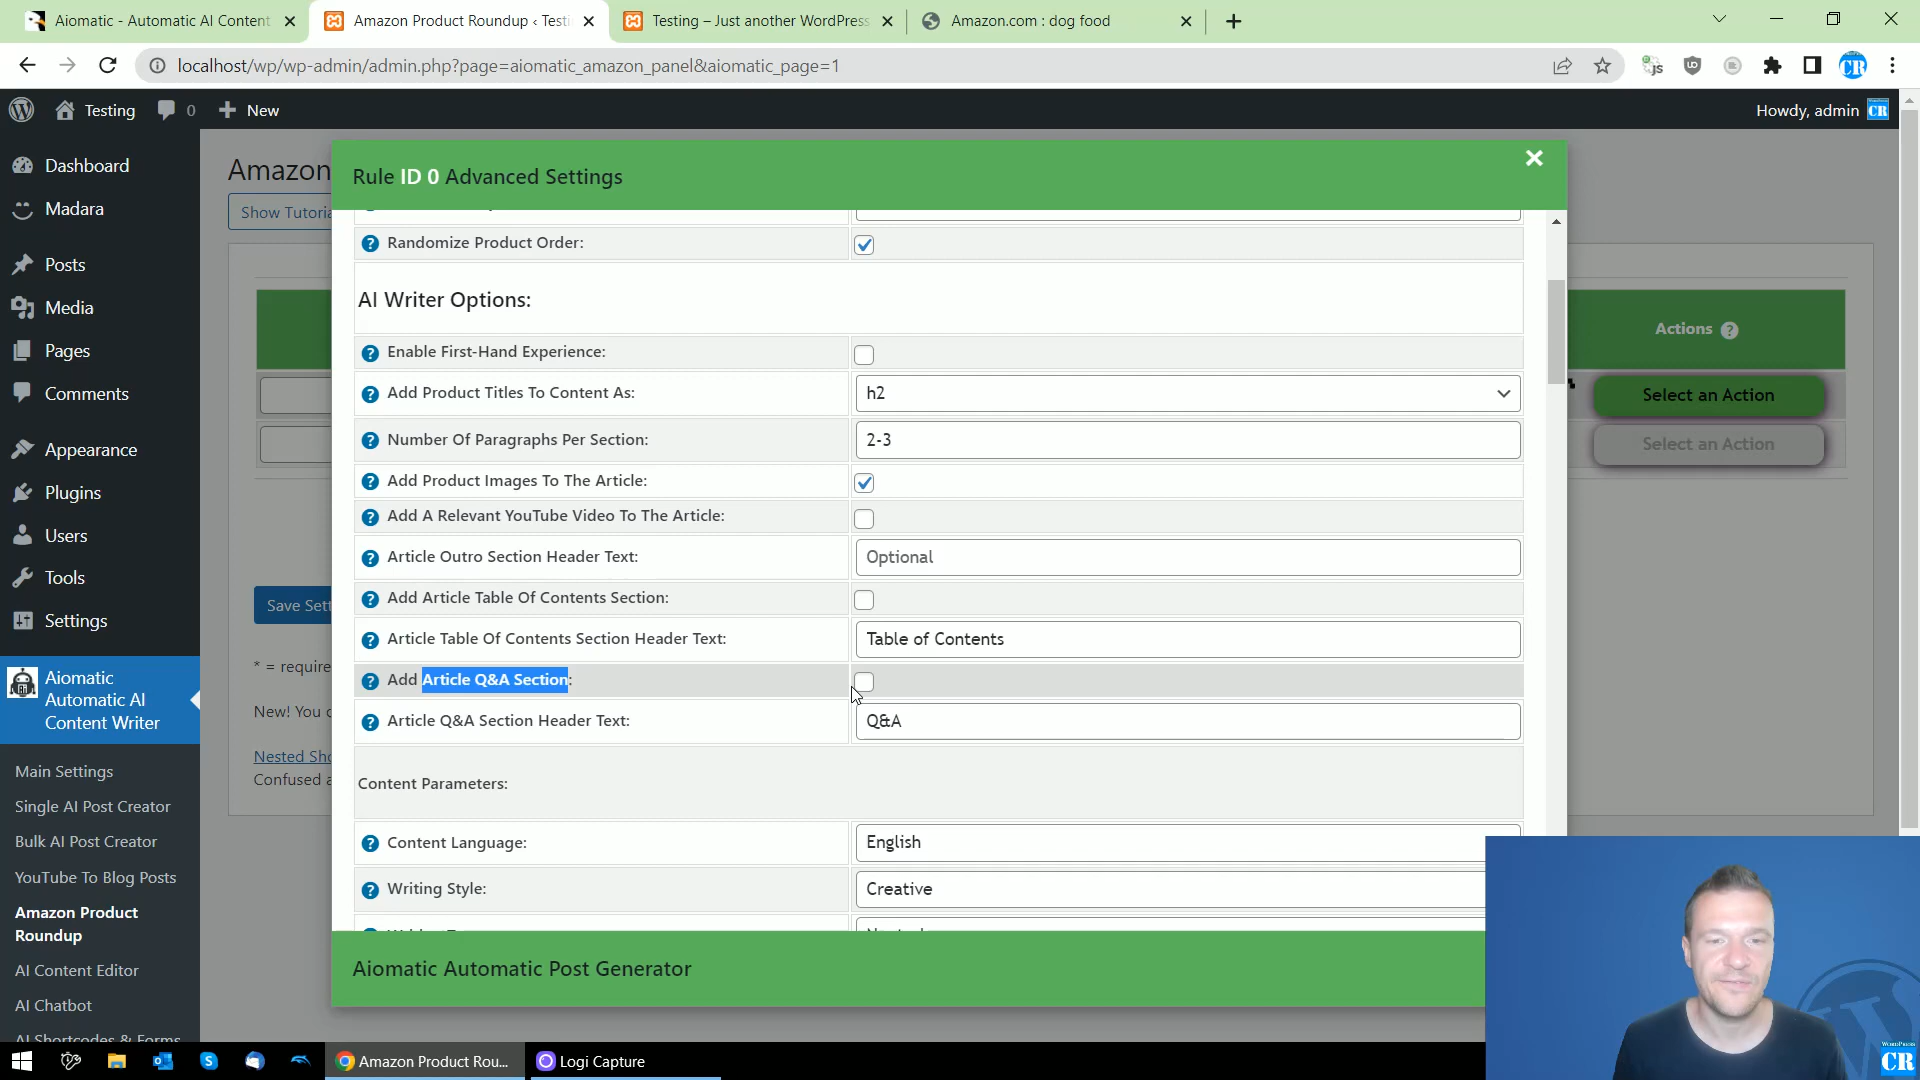 Aiomatic - Automatic AI Content
Amazon Product Roundup ‹ Testi
Testing – Just another WordPress
Amazon.com : dog food
localhost/wp/wp-admin/admin.php?page=aiomatic_amazon_panel&aiomatic_page=1
Testing
0
New
Howdy, admin
CR
Dashboard
Madara
Posts
Media
Pages
Comments
Appearance
Plugins
Users
Tools
Settings
Aiomatic
Automatic AI
Content Writer
Main Settings
Single AI Post Creator
Bulk AI Post Creator
YouTube To Blog Posts
Amazon Product
Roundup
AI Content Editor
AI Chatbot
AI Shortcodes & Forms
Amazon
Show Tutoria
Save Sett
* = require
New! You c
Nested Sho
Confused a
Rule ID 0 Advanced Settings
Randomize Product Order:
AI Writer Options:
Enable First-Hand Experience:
Add Product Titles To Content As:
h2
Number Of Paragraphs Per Section:
2-3
Add Product Images To The Article:
Add A Relevant YouTube Video To The Article:
Article Outro Section Header Text:
Optional
Add Article Table Of Contents Section:
Article Table Of Contents Section Header Text:
Table of Contents
Add Article Q&A Section:
Article Q&A Section Header Text:
Q&A
Content Parameters:
Content Language:
English
Writing Style:
Creative
Aiomatic Automatic Post Generator
Actions
Select an Action
Select an Action
Amazon Product Rou...
Logi Capture
CR